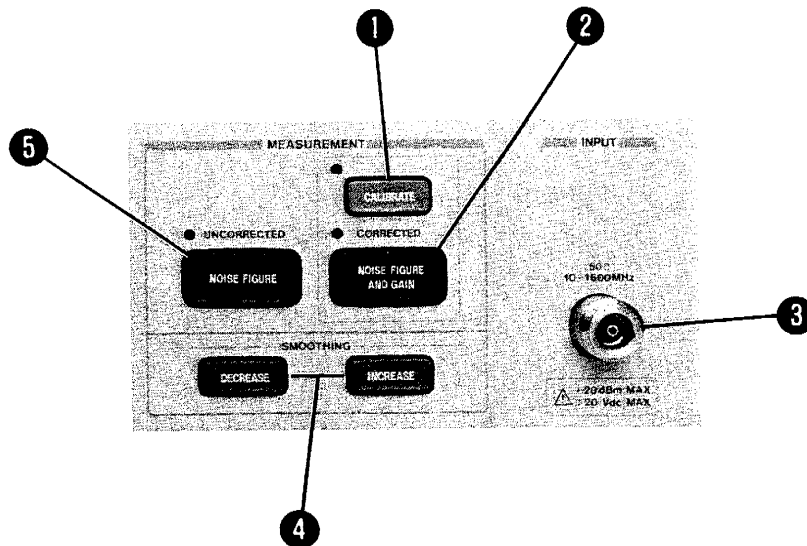 1
2
5
MEASUREMENT
INPUT
CALIBRATE
UNCORRECTED
CORRECTED
NOISE FIGURE
NOISE FIGURE
AND GAIN
50Ω
10-1600MHz
3
SMOOTHING
DECREASE
INCREASE
+20dBm MAX
±20 Vdc MAX
4